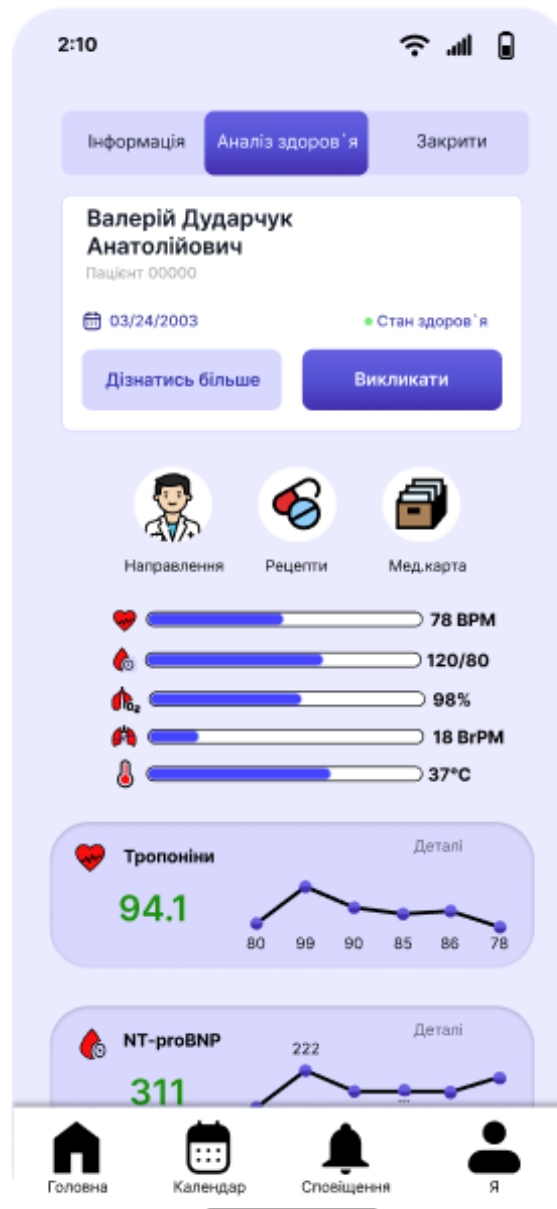 2:10
Інформація
Аналіз здоров`я
Закрити
Валерій Дударчук
Анатолійович
Пацієнт 00000
03/24/2003
Стан здоров`я
Дізнатись більше
Викликати
Направлення
Рецепти
Мед.карта
78 BPM
120/80
O2
98%
18 BrPM
37°C
Тропоніни
Деталі
94.1
80 99 90 85 86 78
NT-proBNP
Деталі
222
311
Головна
Календар
Сповіщення
Я